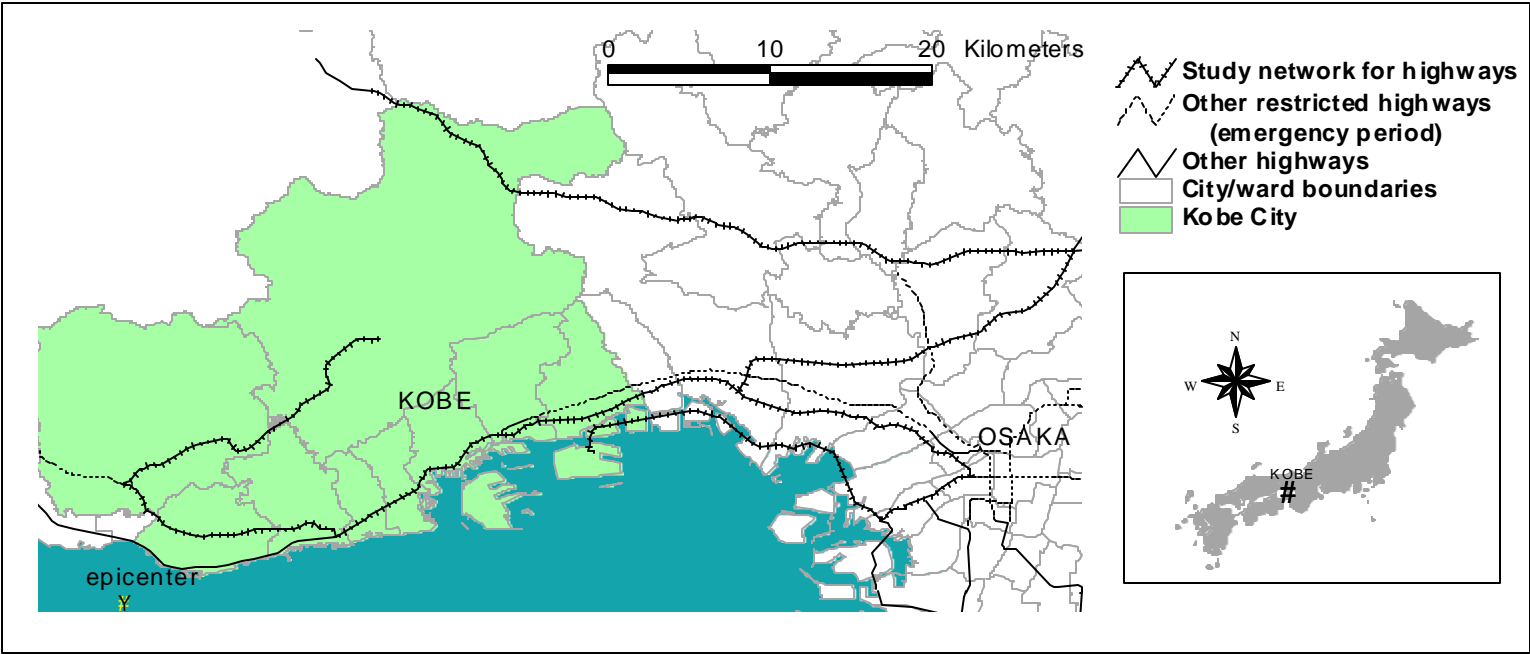 0 10 20 Kilometers
Study network for highways
Other restricted highways
(emergency period)
Other highways
City/ward boundaries
Kobe City
KOBE
OSAKA
epicenter
N
W E
S
KOBE
#